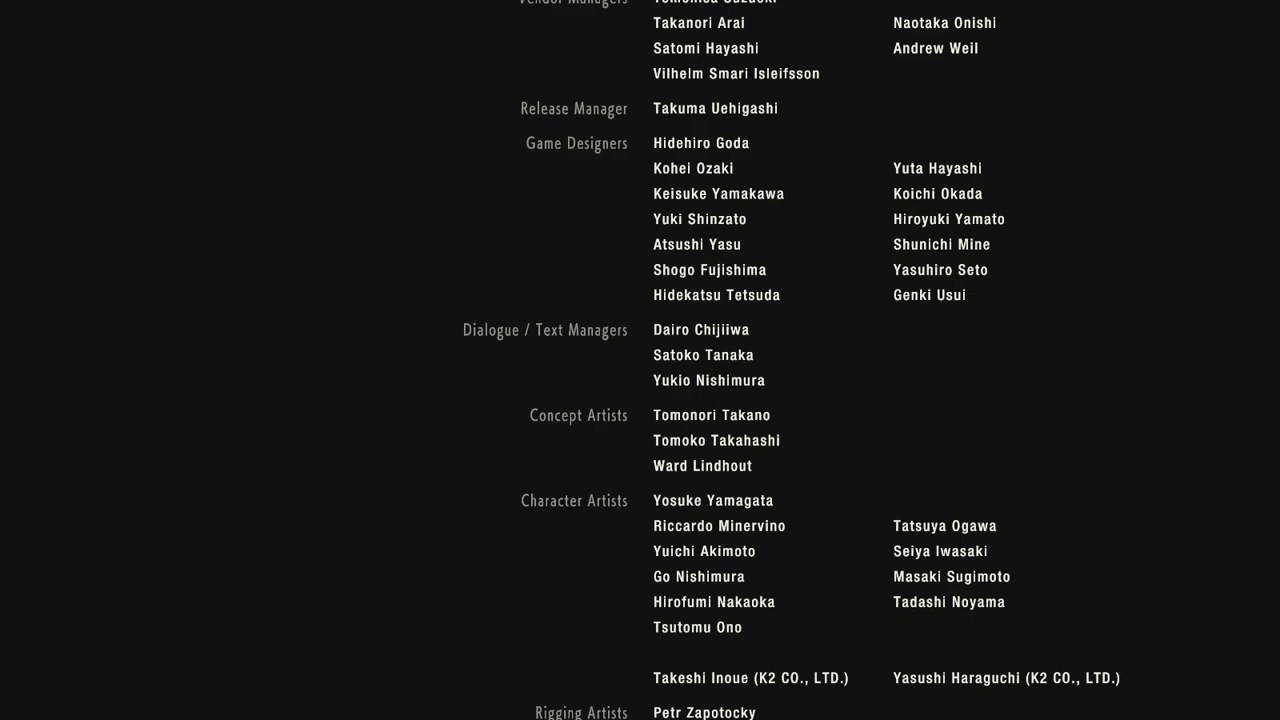 Vendor Managers Tomohisa Suzuoki
Takanori Arai Naotaka Onishi
Satomi Hayashi Andrew Weil
Vilhelm Smari Isleifsson
Release Manager Takuma Uehigashi
Game Designers Hidehiro Goda
Kohei Ozaki Yuta Hayashi
Keisuke Yamakawa Koichi Okada
Yuki Shinzato Hiroyuki Yamato
Atsushi Yasu Shunichi Mine
Shogo Fujishima Yasuhiro Seto
Hidekatsu Tetsuda Genki Usui
Dialogue / Text Managers Dairo Chijiiwa
Satoko Tanaka
Yukio Nishimura
Concept Artists Tomonori Takano
Tomoko Takahashi
Ward Lindhout
Character Artists Yosuke Yamagata
Riccardo Minervino Tatsuya Ogawa
Yuichi Akimoto Seiya Iwasaki
Go Nishimura Masaki Sugimoto
Hirofumi Nakaoka Tadashi Noyama
Tsutomu Ono
Takeshi Inoue (K2 CO., LTD.) Yasushi Haraguchi (K2 CO., LTD.)
Rigging Artists Petr Zapotocky